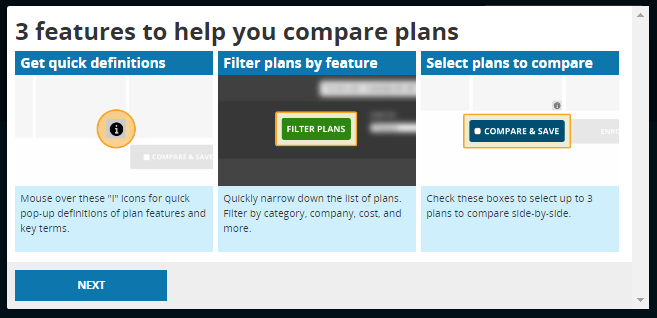 3 features to help you compare plans
Get quick definitions
COMPARE & SAVE
Mouse over these "i" icons for quick
pop-up definitions of plan features and
key terms.
Filter plans by feature
FILTER PLANS
Quickly narrow down the list of plans.
Filter by category, company, cost, and
more.
Select plans to compare
COMPARE & SAVE
ENRO
Check these boxes to select up to 3
plans to compare side-by-side.
NEXT